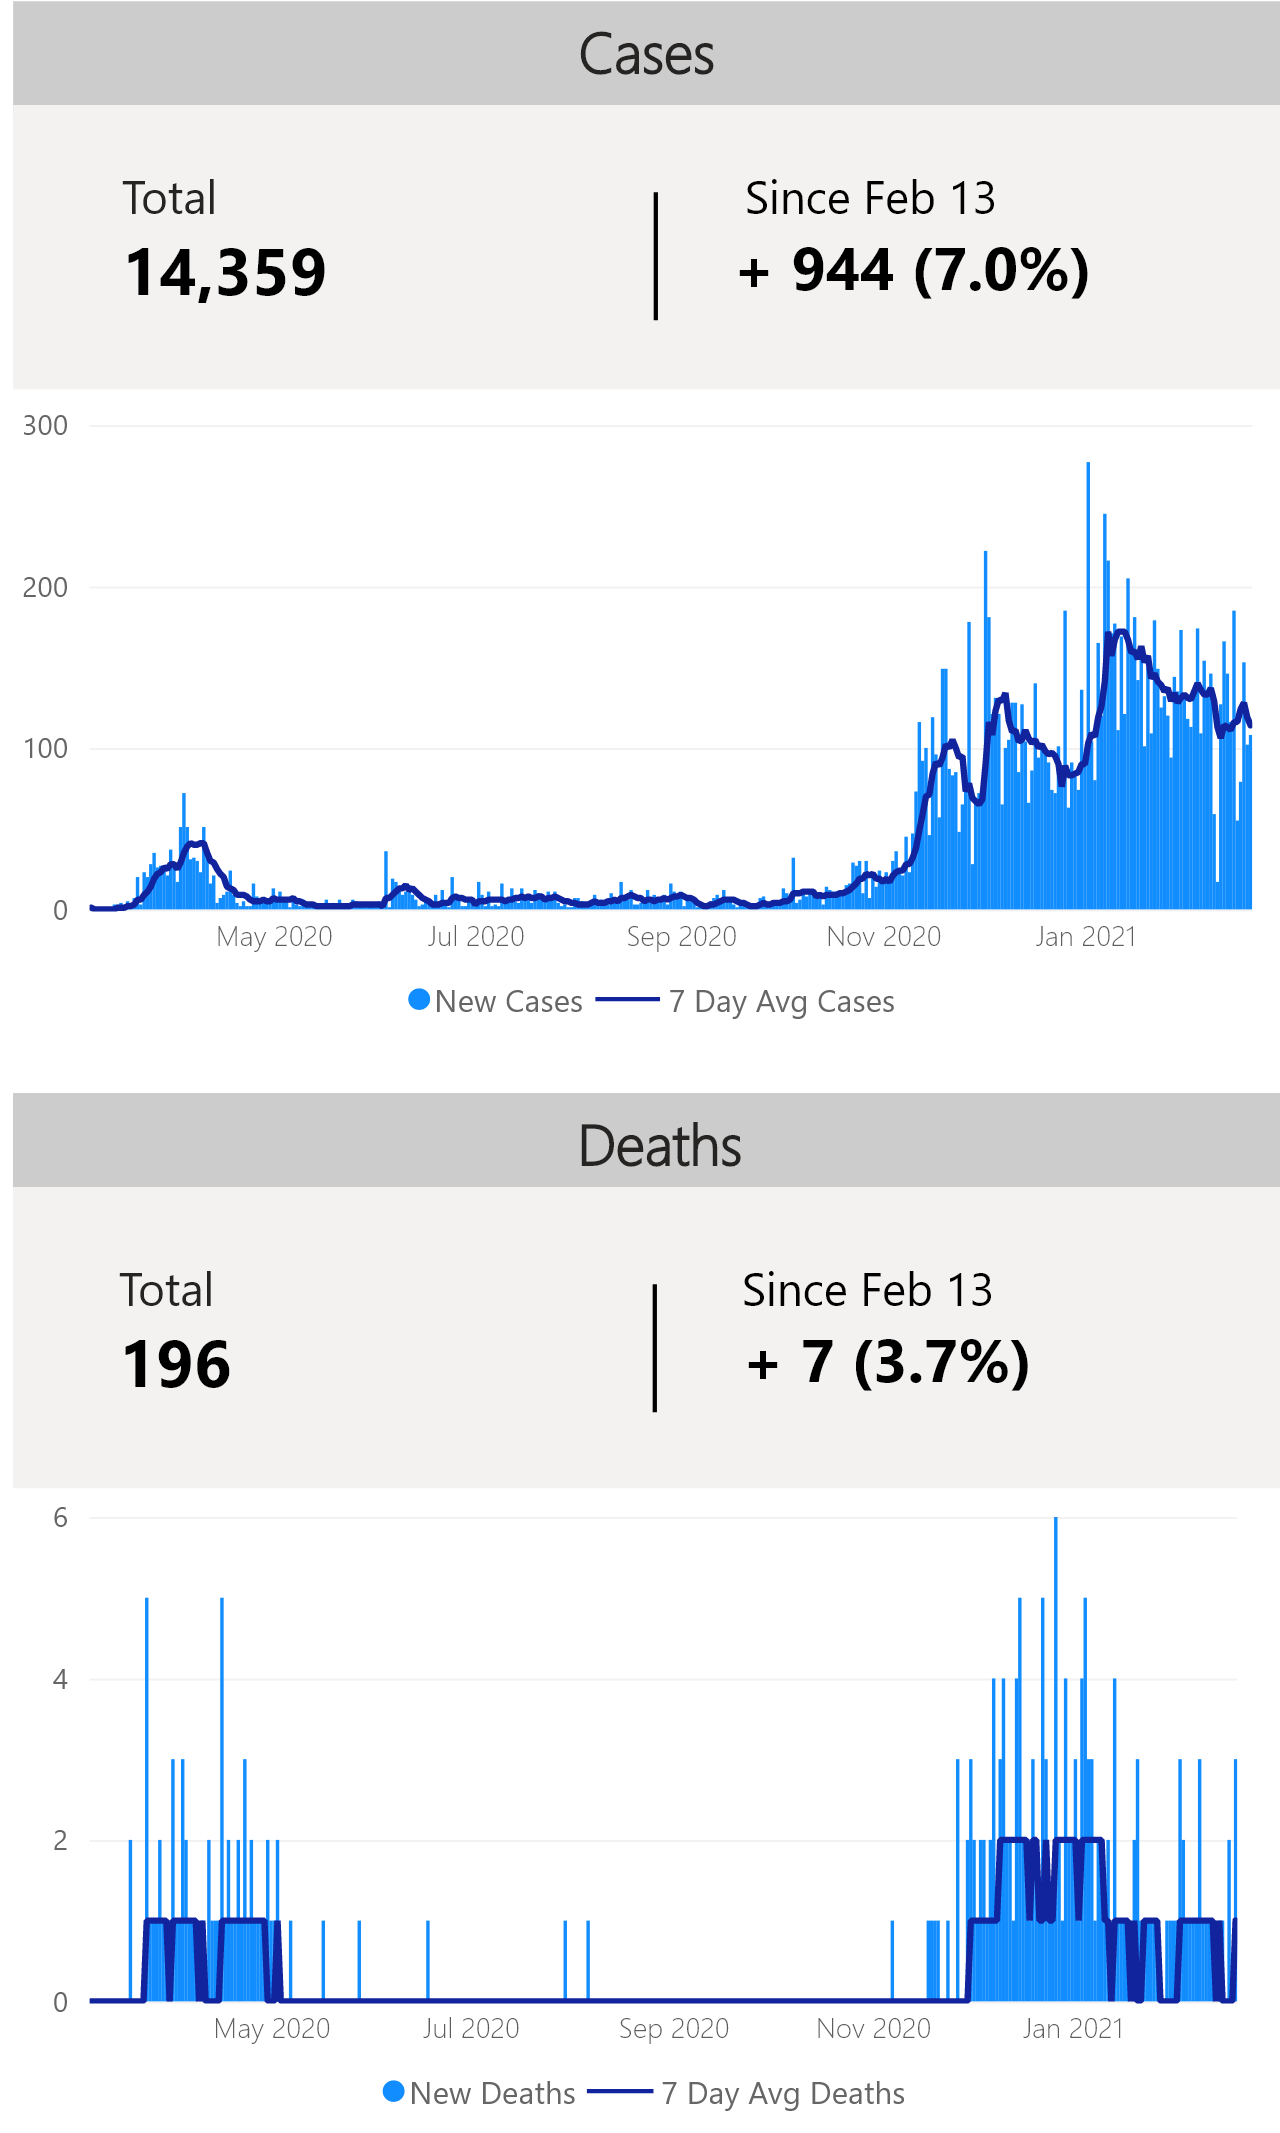 Cases
Total
Since Feb 13
14,359
+ 944 (7.0%)
300
200
100
0
May 2020
Jul 2020
Sep 2020
Nov 2020
Jan 2021
New Cases
7 Day Avg Cases
Deaths
Total
Since Feb 13
196
+ 7 (3.7%)
6
4
2
0
May 2020
Jul 2020
Sep 2020
Nov 2020
Jan 2021
New Deaths
7 Day Avg Deaths